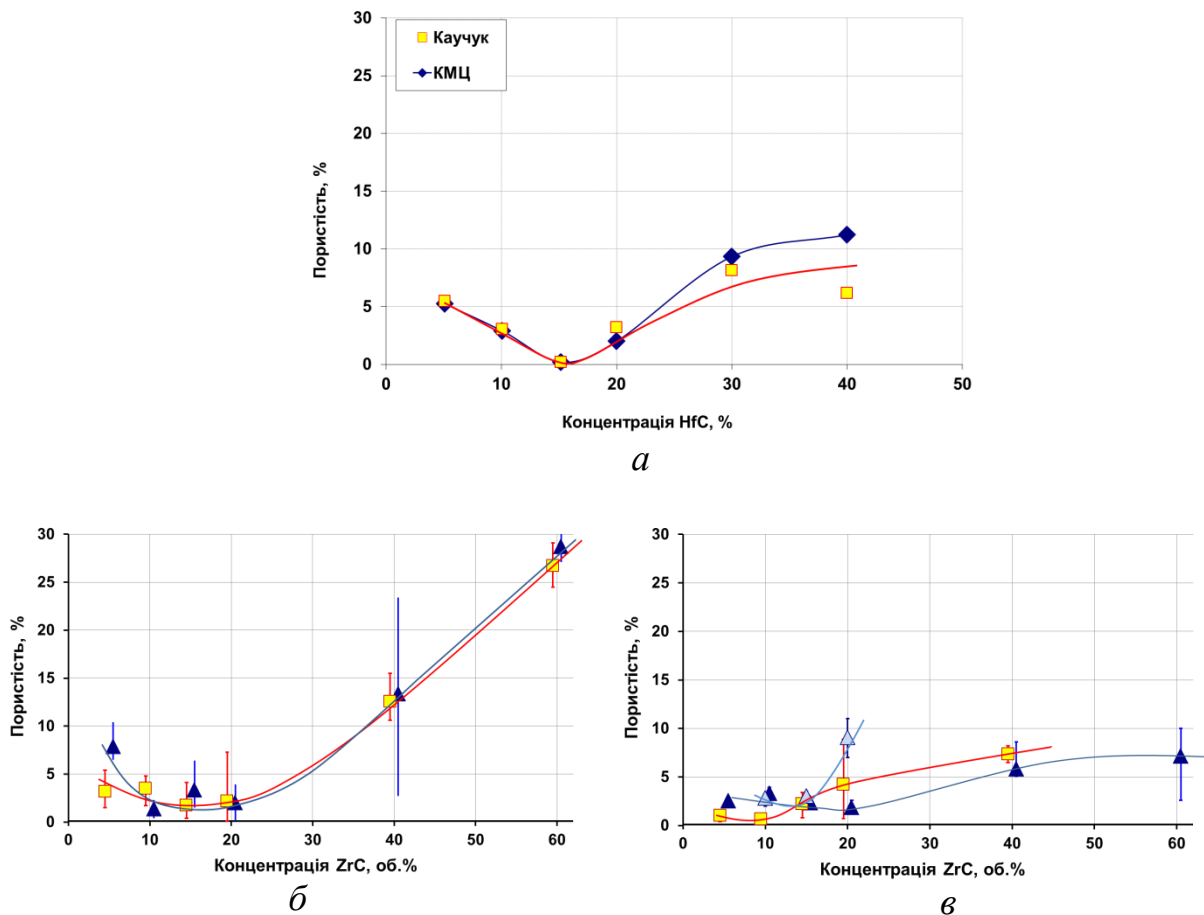 30
25
20
15
10
5
0
Пористість, %
Каучук
КМЦ
0 10 20 30 40 50
Концентрація HfC, %
а
30
25
20
15
10
5
0
Пористість, %
0 10 20 30 40 50 60
Концентрація ZrC, об.%
б
30
25
20
15
10
5
0
Пористість, %
0 10 20 30 40 50 60
Концентрація ZrC, об.%
в